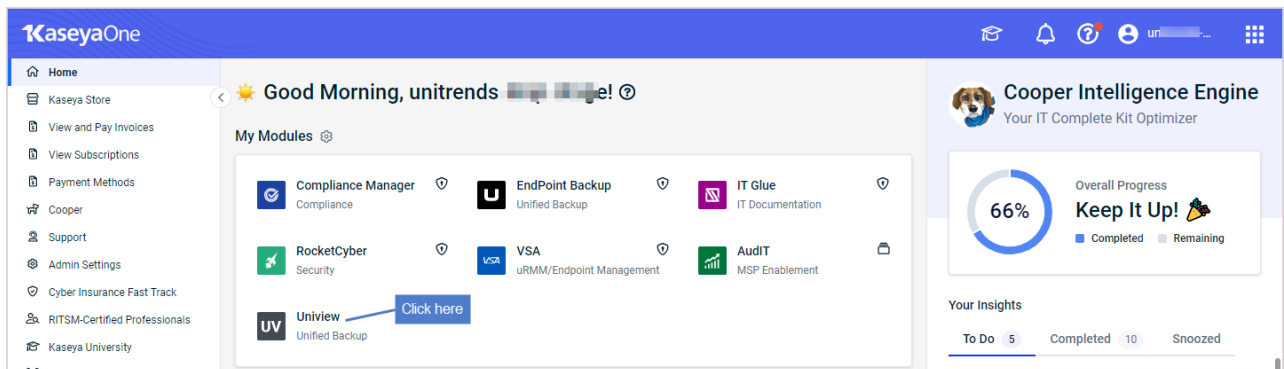 KaseyaOne
un ...
Home
Kaseya Store
View and Pay Invoices
View Subscriptions
Payment Methods
Cooper
Support
Admin Settings
Cyber Insurance Fast Track
RITSM-Certified Professionals
Kaseya University
Good Morning, unitrends
My Modules
Compliance Manager
Compliance
EndPoint Backup
Unified Backup
IT Glue
IT Documentation
RocketCyber
Security
VSA
VSA
uRMM/Endpoint Management
AudIT
MSP Enablement
UV
Uniview
Unified Backup
Click here
Cooper Intelligence Engine
Your IT Complete Kit Optimizer
66%
Overall Progress
Keep It Up!
Completed Remaining
Your Insights
To Do 5 Completed 10 Snoozed